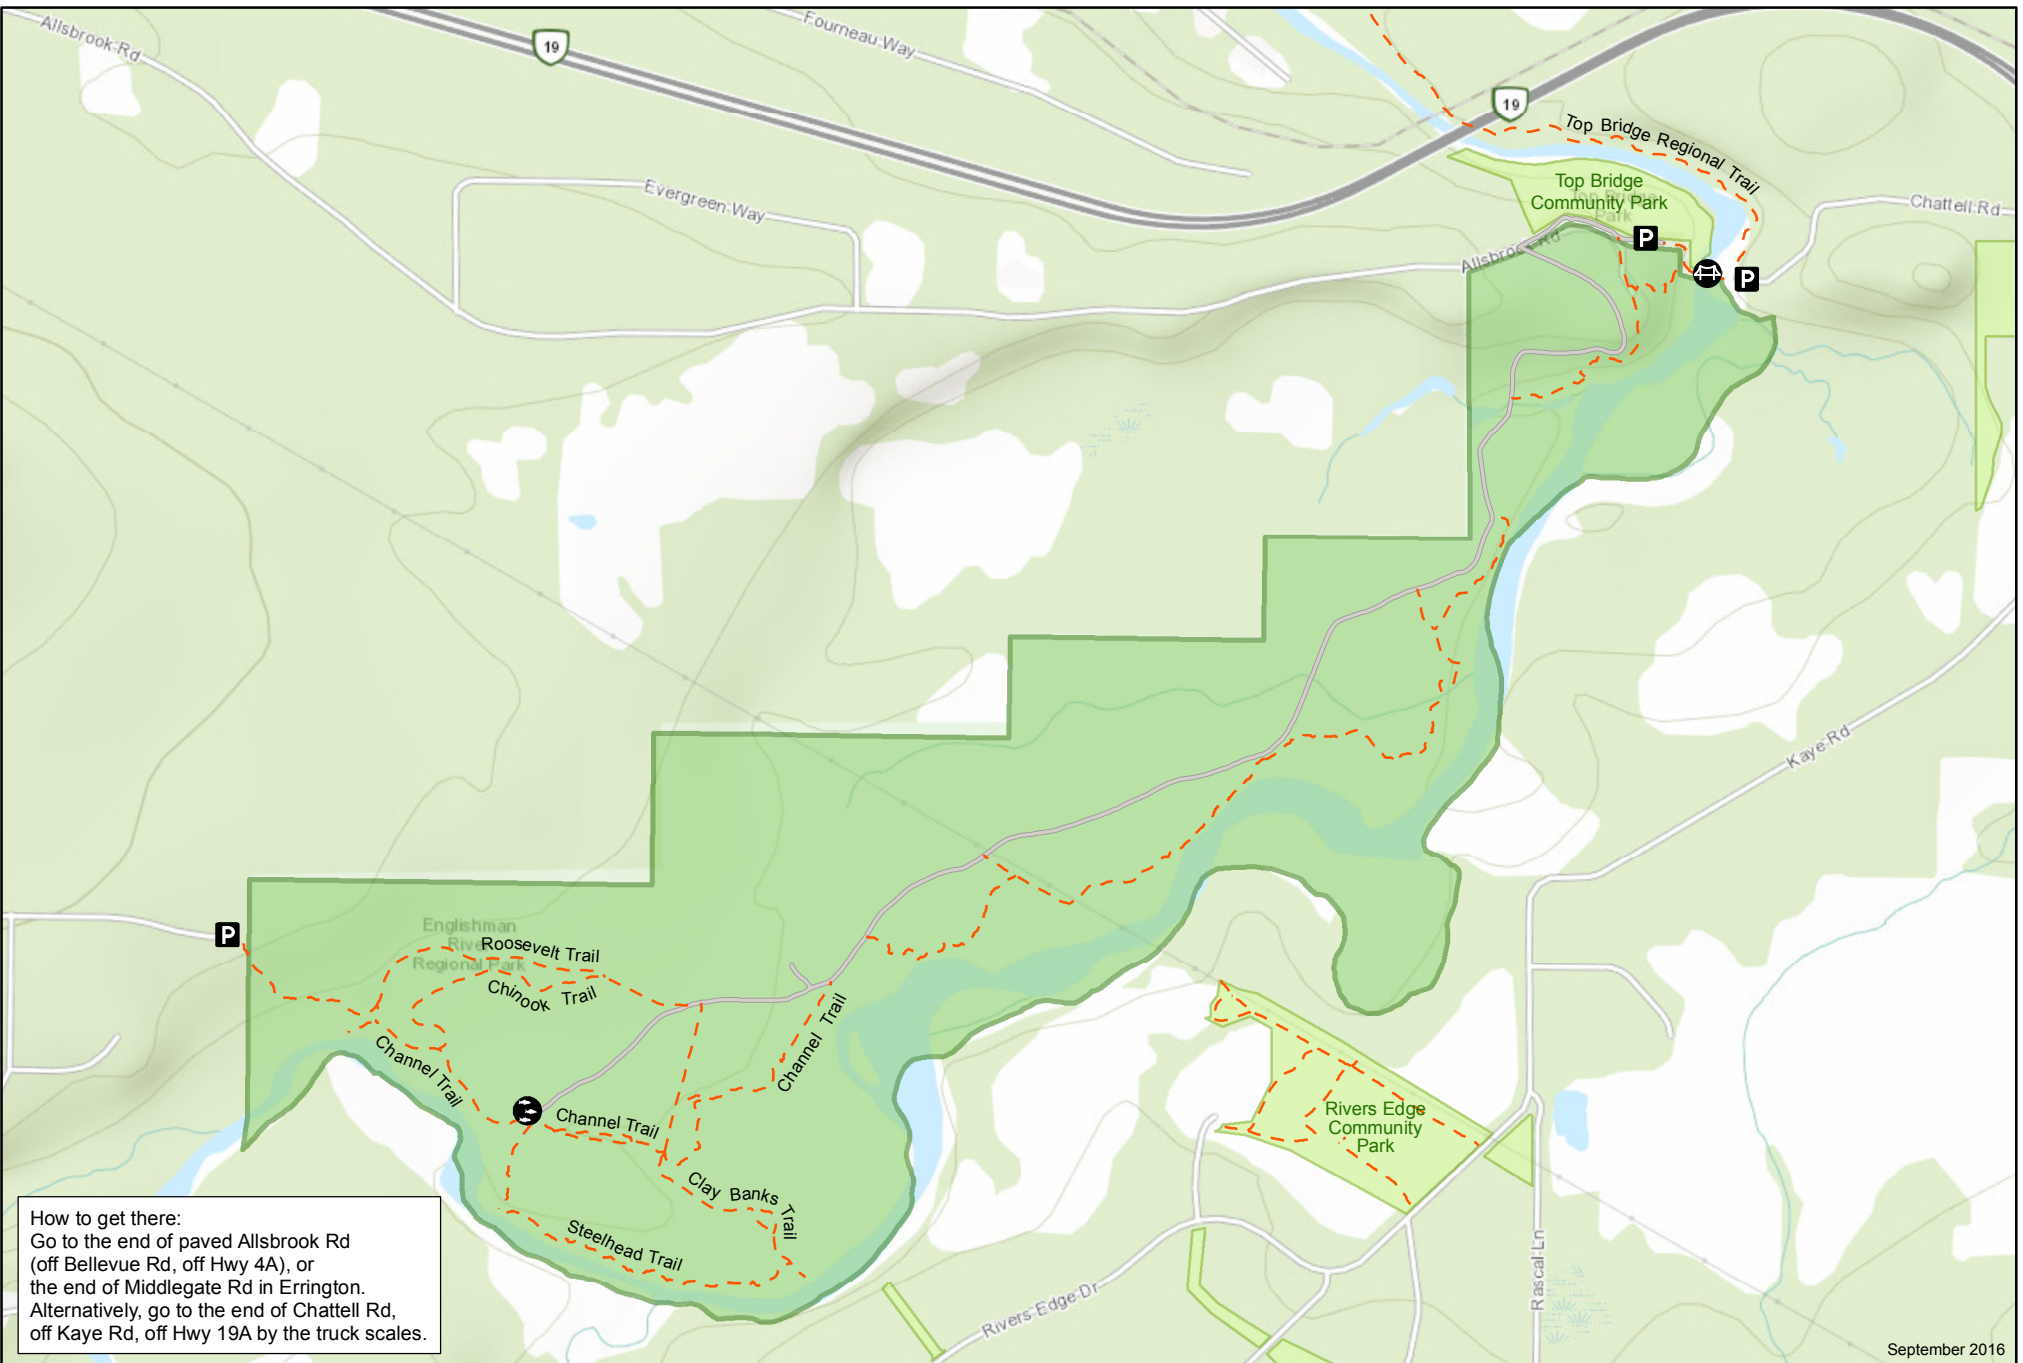 Allsbrook Rd
19
Fourneau Way
19
Top Bridge Regional Trail
Evergreen Way
Top Bridge
Community Park
Top Bridge
Park
Chattell Rd
P
Allsbrook Rd
P
Kaye Rd
P
Englishman
River
Regional Park
Roosevelt Trail
Chinook Trail
Channel Trail
Channel Trail
Channel Trail
Clay Banks Trail
Steelhead Trail
Rivers Edge
Community
Park
Rivers Edge Dr
Rascal Ln
How to get there:
Go to the end of paved Allsbrook Rd
(off Bellevue Rd, off Hwy 4A), or
the end of Middlegate Rd in Errington.
Alternatively, go to the end of Chattell Rd,
off Kaye Rd, off Hwy 19A by the truck scales.
September 2016